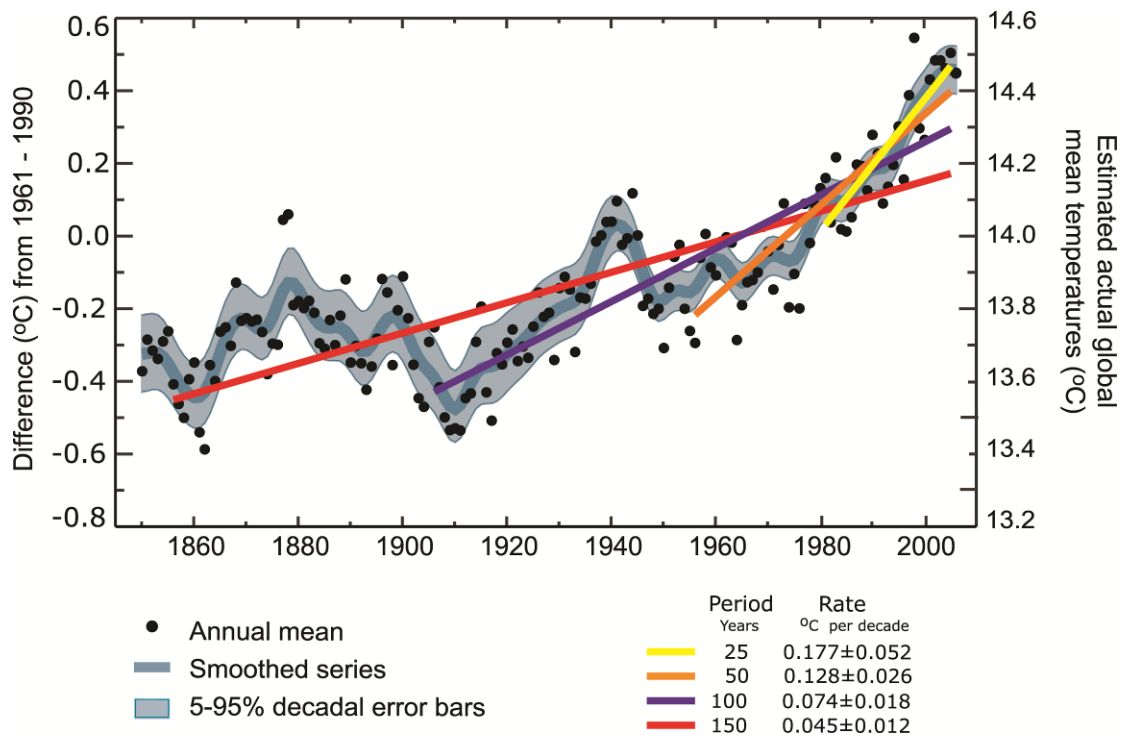 Difference (ºC) from 1961 - 1990
0.6
0.4
0.2
0.0
-0.2
-0.4
-0.6
-0.8
14.6
14.4
14.2
14.0
13.8
13.6
13.4
13.2
Estimated actual global
mean temperatures (ºC)
1860 1880 1900 1920 1940 1960 1980 2000
Annual mean
Smoothed series
5-95% decadal error bars
Period Rate
Years ºC per decade
25 0.177±0.052
50 0.128±0.026
100 0.074±0.018
150 0.045±0.012